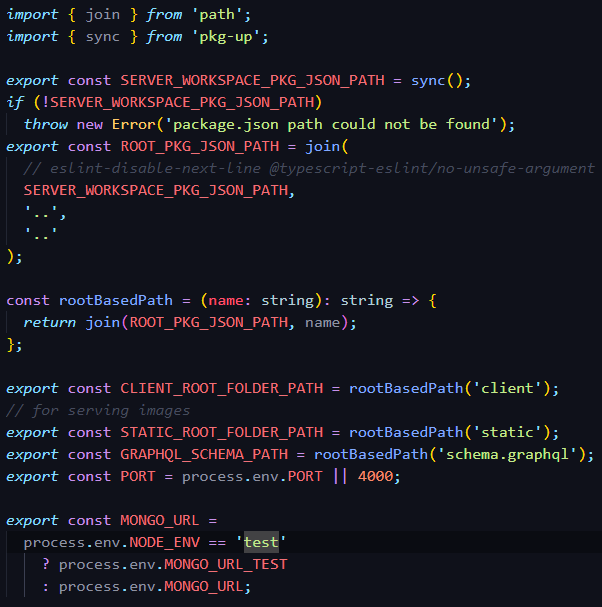 import { join } from 'path';
import { sync } from 'pkg-up';

export const SERVER_WORKSPACE_PKG_JSON_PATH = sync();
if (!SERVER_WORKSPACE_PKG_JSON_PATH)
  throw new Error('package.json path could not be found');
export const ROOT_PKG_JSON_PATH = join(
  // eslint-disable-next-line @typescript-eslint/no-unsafe-argument
  SERVER_WORKSPACE_PKG_JSON_PATH,
  '..',
  '..'
);

const rootBasedPath = (name: string): string => {
  return join(ROOT_PKG_JSON_PATH, name);
};

export const CLIENT_ROOT_FOLDER_PATH = rootBasedPath('client');
// for serving images
export const STATIC_ROOT_FOLDER_PATH = rootBasedPath('static');
export const GRAPHQL_SCHEMA_PATH = rootBasedPath('schema.graphql');
export const PORT = process.env.PORT || 4000;

export const MONGO_URL =
  process.env.NODE_ENV == 'test'
    ? process.env.MONGO_URL_TEST
    : process.env.MONGO_URL;